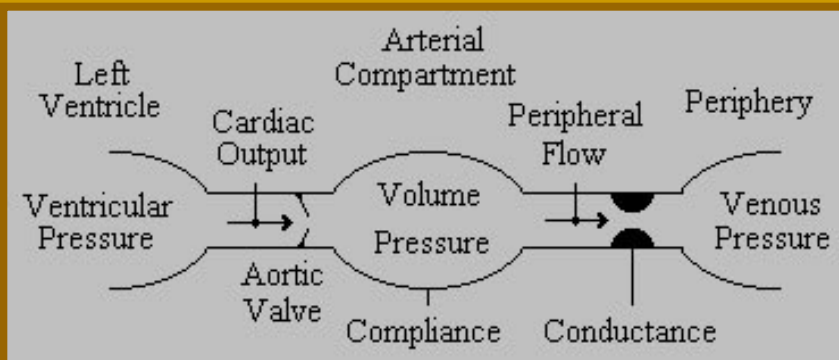 Left
Ventricle
Cardiac
Output
Arterial
Compartment
Peripheral
Flow
Periphery
Ventricular
Pressure
Volume
Pressure
Venous
Pressure
Aortic
Valve
Compliance
Conductance